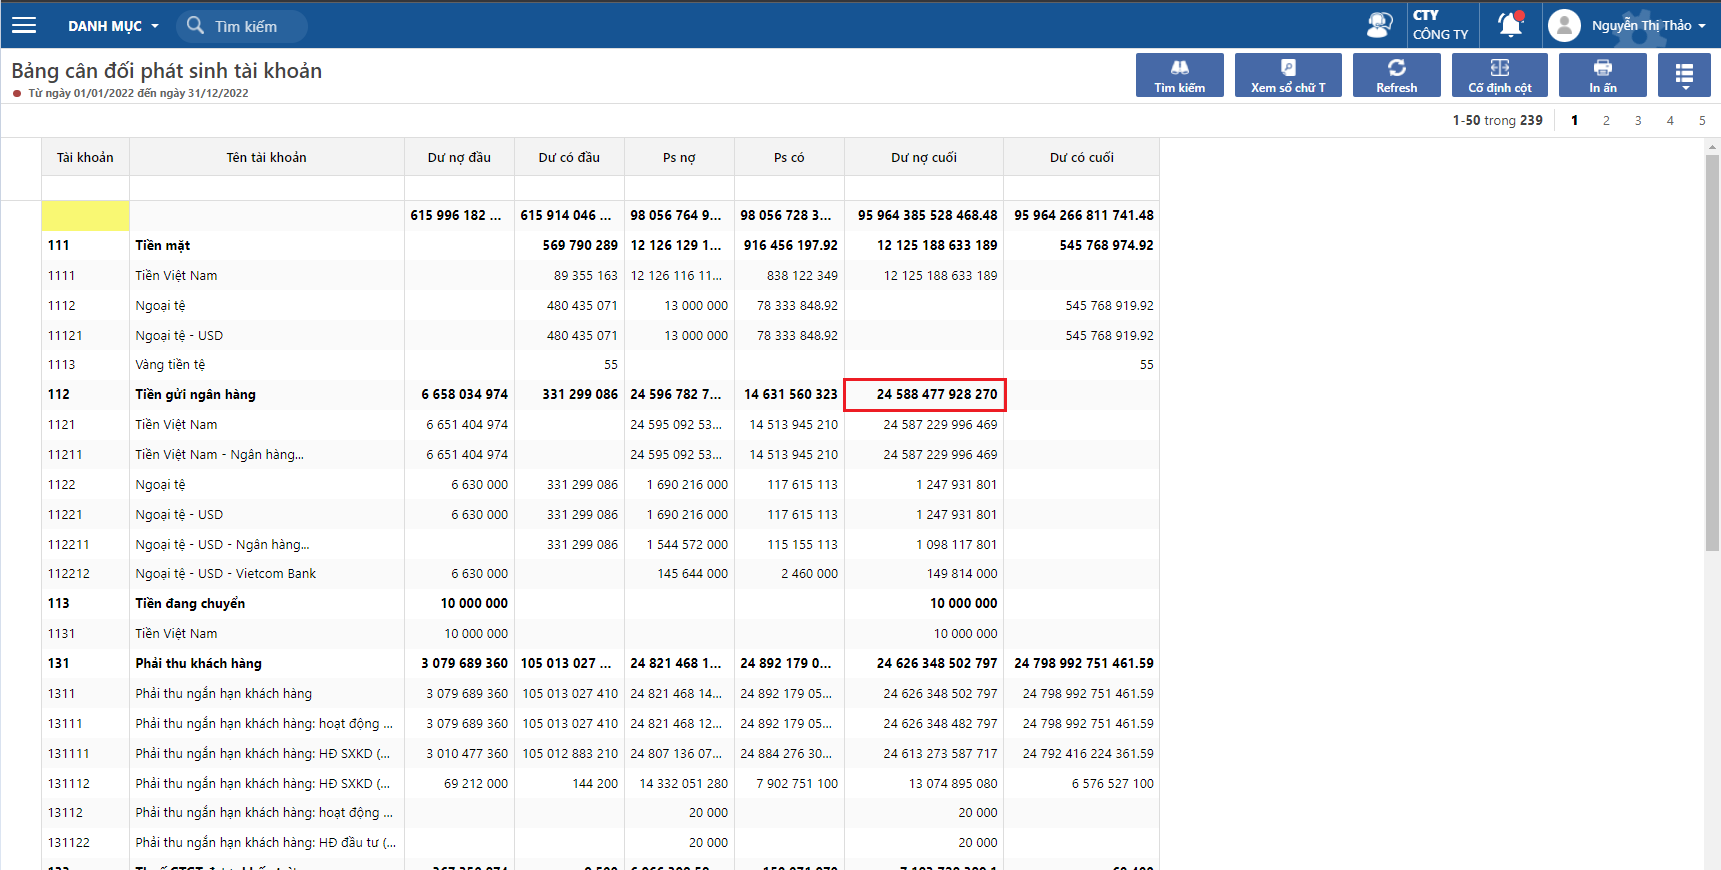 DANH MỤC Tìm kiếm CTY CÔNG TY Nguyễn Thị Thảo
Bảng cân đối phát sinh tài khoản
Từ ngày 01/01/2022 đến ngày 31/12/2022
Tìm kiếm Xem sổ chữ T Refresh Cố định cột In ấn
1-50 trong 239 1 2 3 4 5
Tài khoản Tên tài khoản Dư nợ đầu Dư có đầu Ps nợ Ps có Dư nợ cuối Dư có cuối
615 996 182 ... 615 914 046 ... 98 056 764 9... 98 056 728 3... 95 964 385 528 468.48 95 964 266 811 741.48
111 Tiền mặt 569 790 289 12 126 129 1... 916 456 197.92 12 125 188 633 189 545 768 974.92
1111 Tiền Việt Nam 89 355 163 12 126 116 11... 838 122 349 12 125 188 633 189
1112 Ngoại tệ 480 435 071 13 000 000 78 333 848.92 545 768 919.92
11121 Ngoại tệ - USD 480 435 071 13 000 000 78 333 848.92 545 768 919.92
1113 Vàng tiền tệ 55 55
112 Tiền gửi ngân hàng 6 658 034 974 331 299 086 24 596 782 7... 14 631 560 323 24 588 477 928 270
1121 Tiền Việt Nam 6 651 404 974 24 595 092 53... 14 513 945 210 24 587 229 996 469
11211 Tiền Việt Nam - Ngân hàng... 6 651 404 974 24 595 092 53... 14 513 945 210 24 587 229 996 469
1122 Ngoại tệ 6 630 000 331 299 086 1 690 216 000 117 615 113 1 247 931 801
11221 Ngoại tệ - USD 6 630 000 331 299 086 1 690 216 000 117 615 113 1 247 931 801
112211 Ngoại tệ - USD - Ngân hàng... 331 299 086 1 544 572 000 115 155 113 1 098 117 801
112212 Ngoại tệ - USD - Vietcom Bank 6 630 000 145 644 000 2 460 000 149 814 000
113 Tiền đang chuyển 10 000 000 10 000 000
1131 Tiền Việt Nam 10 000 000 10 000 000
131 Phải thu khách hàng 3 079 689 360 105 013 027 ... 24 821 468 1... 24 892 179 0... 24 626 348 502 797 24 798 992 751 461.59
1311 Phải thu ngắn hạn khách hàng 3 079 689 360 105 013 027 410 24 821 468 14... 24 892 179 05... 24 626 348 502 797 24 798 992 751 461.59
13111 Phải thu ngắn hạn khách hàng: hoạt động ... 3 079 689 360 105 013 027 410 24 821 468 12... 24 892 179 05... 24 626 348 482 797 24 798 992 751 461.59
131111 Phải thu ngắn hạn khách hàng: HĐ SXKD (... 3 010 477 360 105 012 883 210 24 807 136 07... 24 884 276 30... 24 613 273 587 717 24 792 416 224 361.59
131112 Phải thu ngắn hạn khách hàng: HĐ SXKD (... 69 212 000 144 200 14 332 051 280 7 902 751 100 13 074 895 080 6 576 527 100
13112 Phải thu ngắn hạn khách hàng: hoạt động ... 20 000 20 000
131122 Phải thu ngắn hạn khách hàng: HĐ đầu tư (... 20 000 20 000